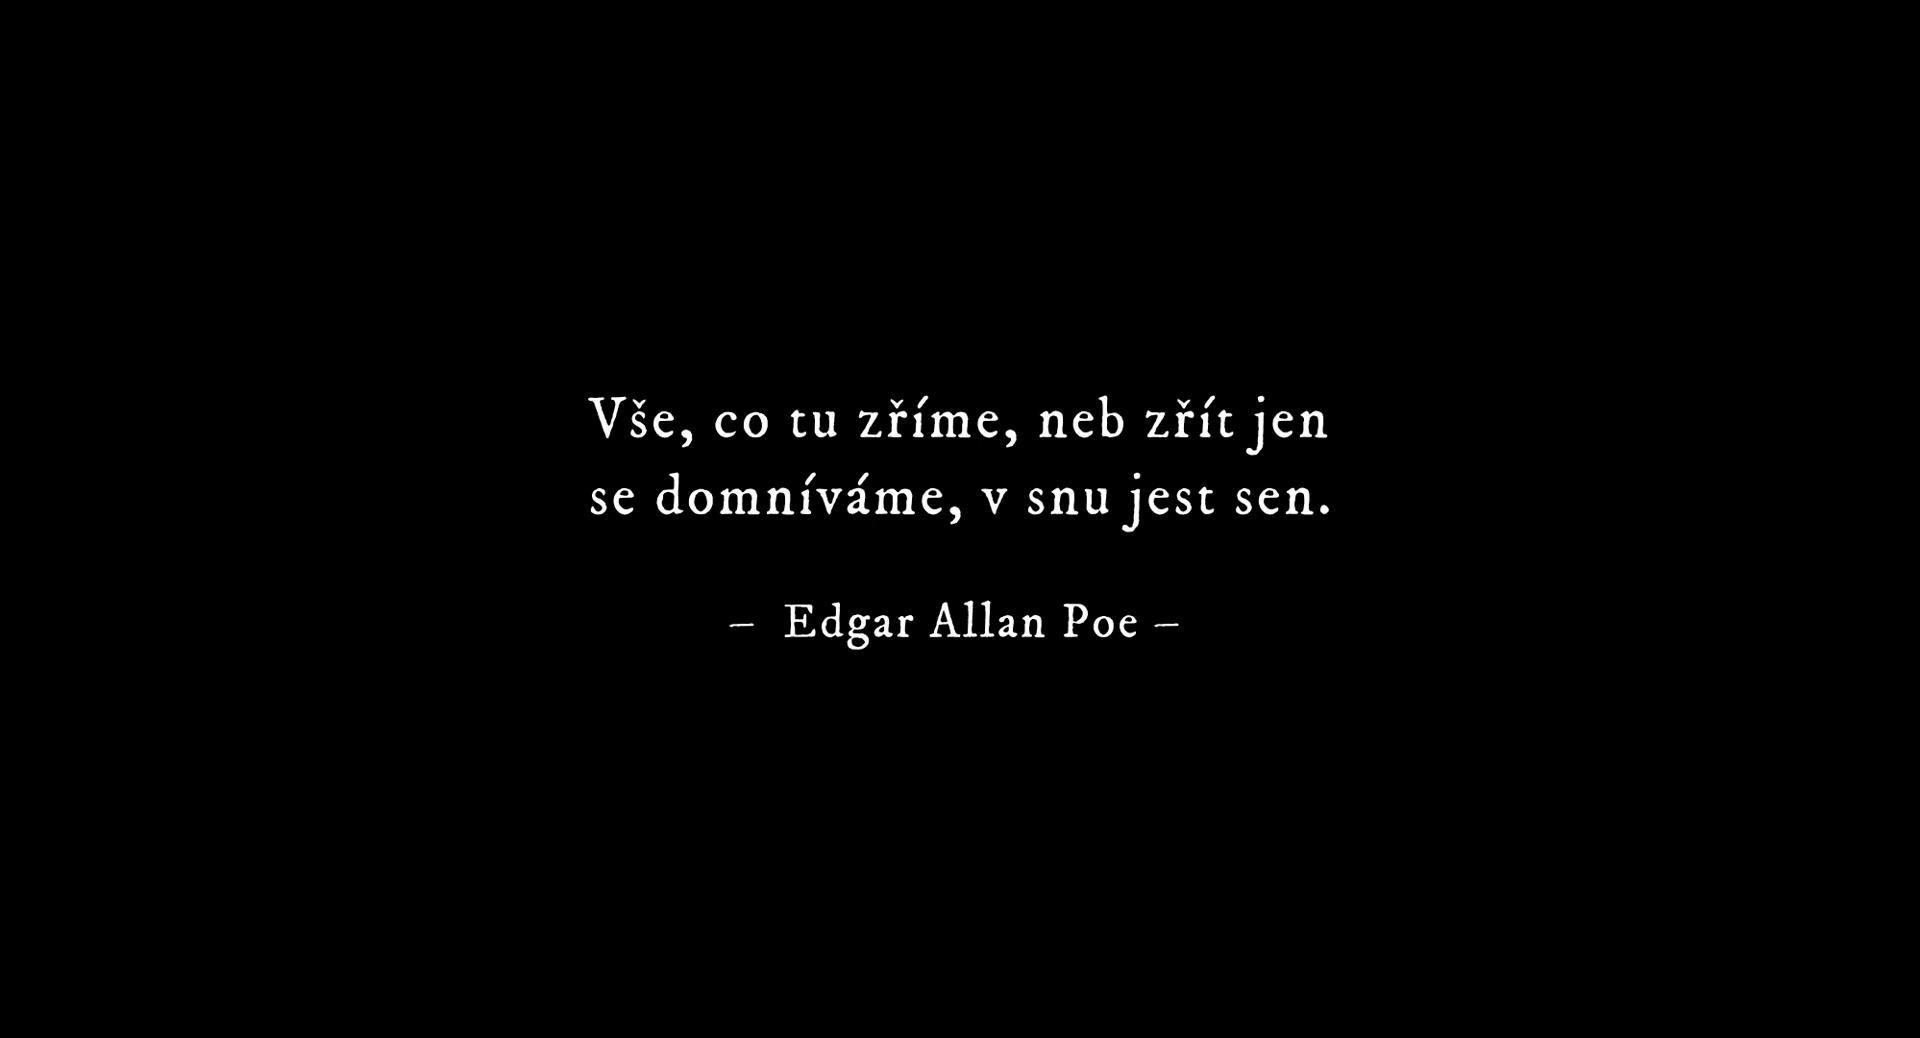 Vše, co tu zříme, neb zřít jen
se domníváme, v snu jest sen.
– Edgar Allan Poe –